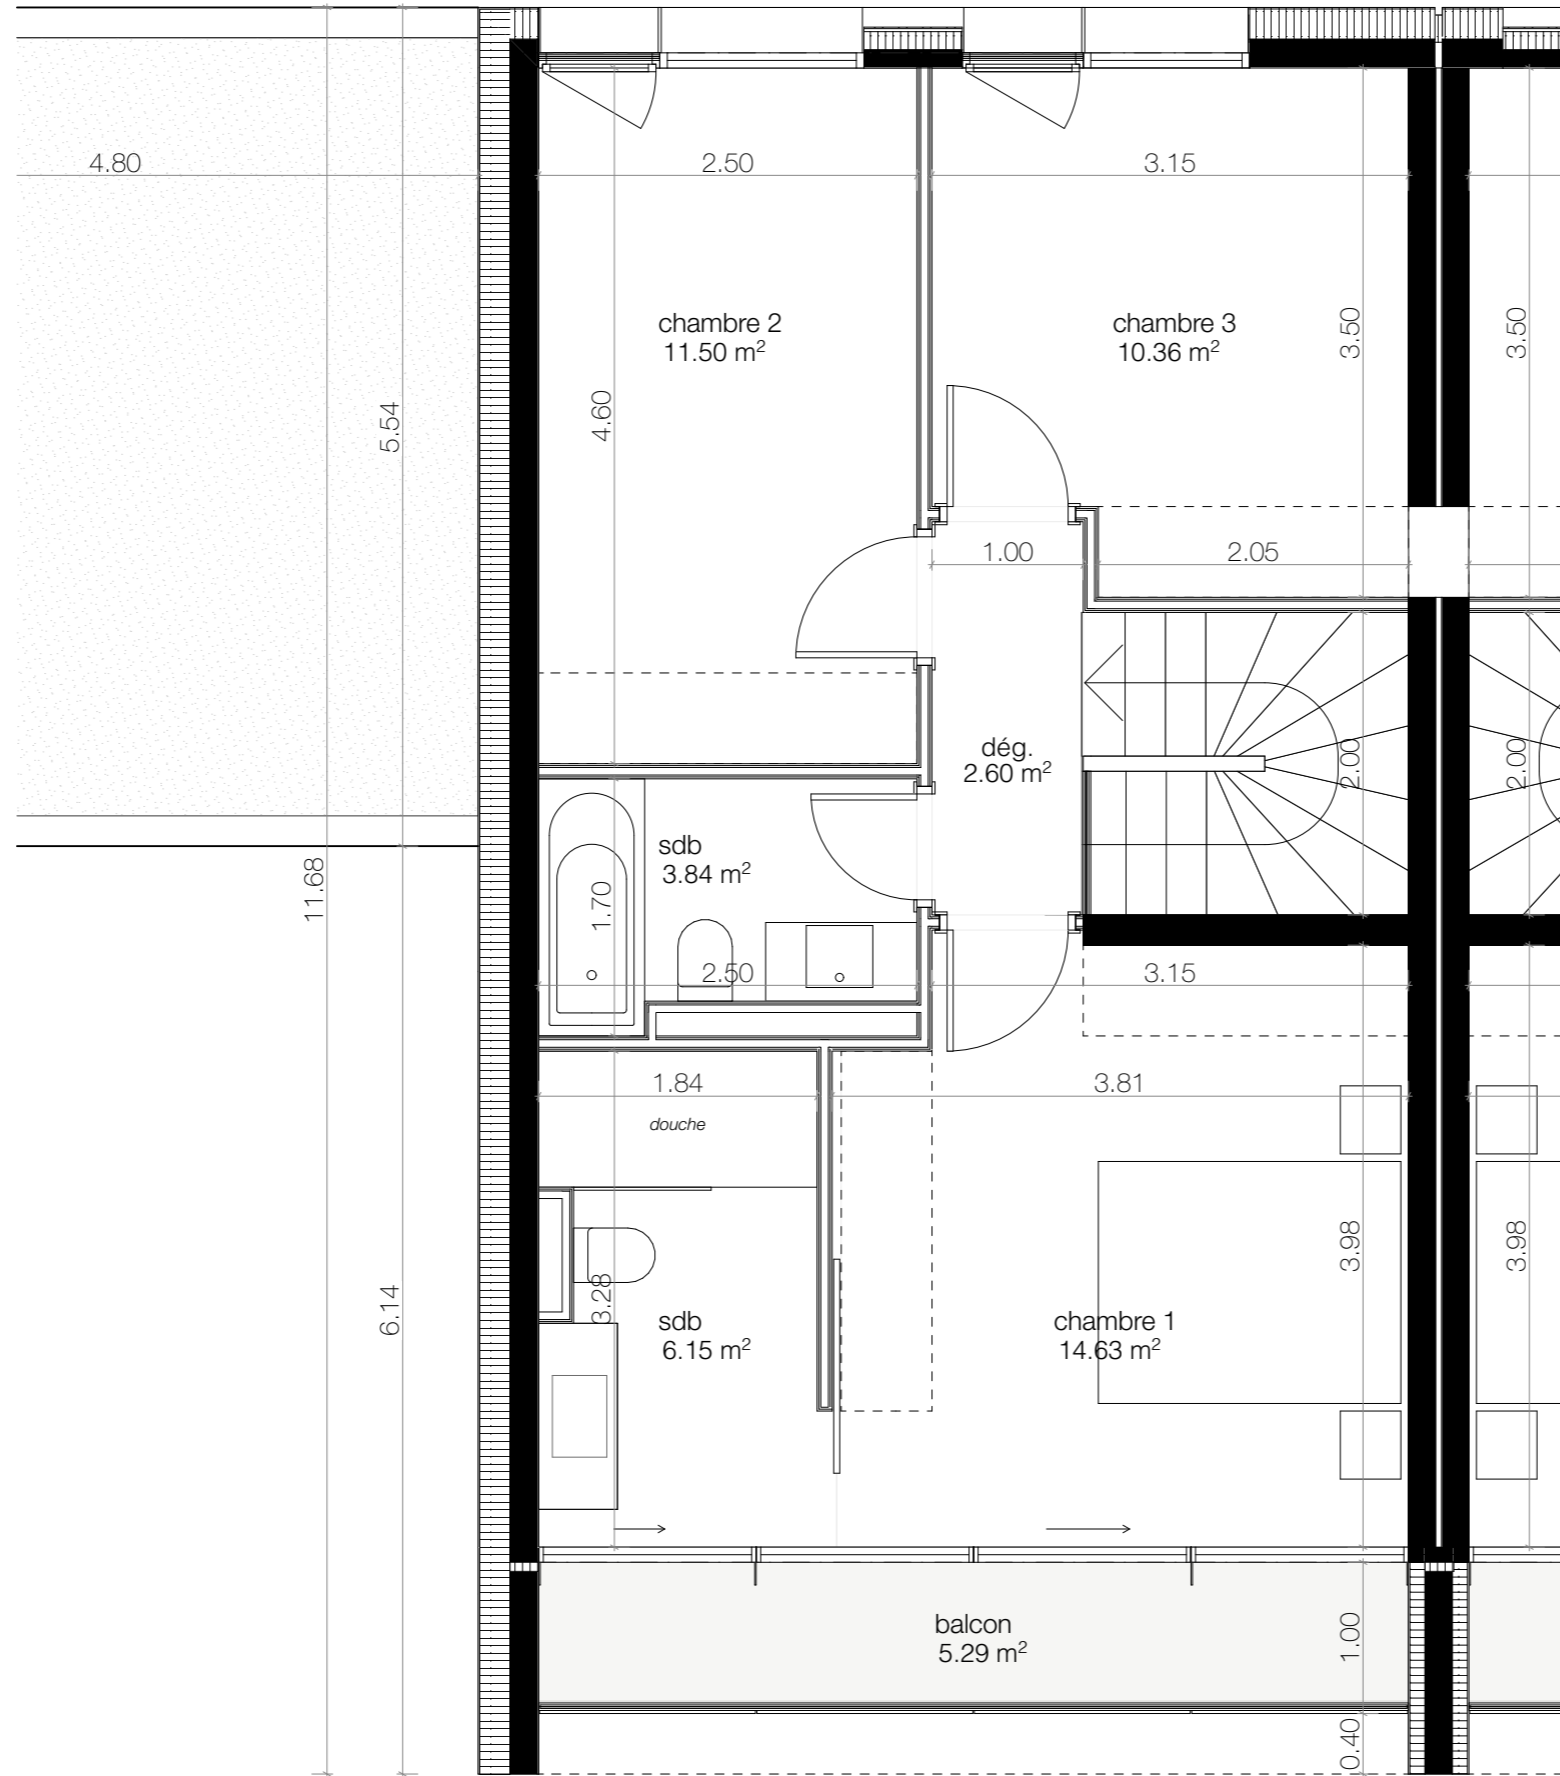 4.80
2.50
3.15
chambre 2
11.50 m²
chambre 3
10.36 m²
3.50
3.50
4.60
5.54
1.00
2.05
dég.
2.60 m²
2.00
2.00
sdb
3.84 m²
11.68
1.70
2.50
3.15
1.84
3.81
douche
3.98
3.98
6.14
3.28
sdb
6.15 m²
chambre 1
14.63 m²
balcon
5.29 m²
1.00
0.40